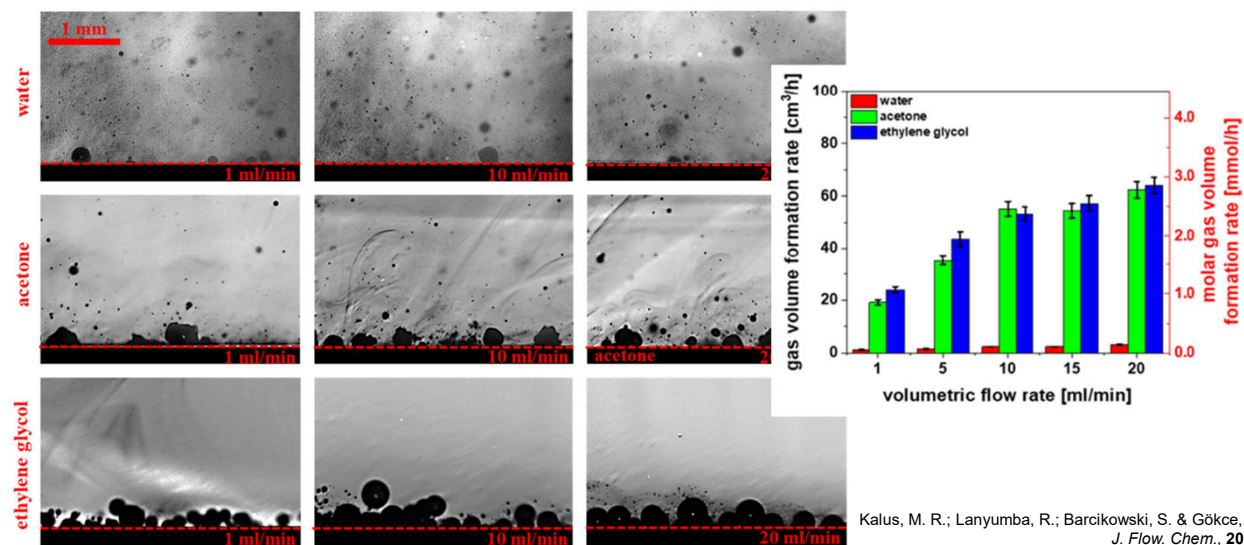 1 mm
water
1 ml/min
10 ml/min
2
acetone
1 ml/min
10 ml/min
acetone
2
ethylene glycol
1 ml/min
10 ml/min
20 ml/min
gas volume formation rate [cm³/h]
100
80
60
40
20
0
water
acetone
ethylene glycol
4.0
3.0
2.0
1.0
0.0
molar gas volume
formation rate [mmol/h]
1 5 10 15 20
volumetric flow rate [ml/min]
Kalus, M. R.; Lanyumba, R.; Barcikowski, S. & Gökce,
J. Flow. Chem., 20